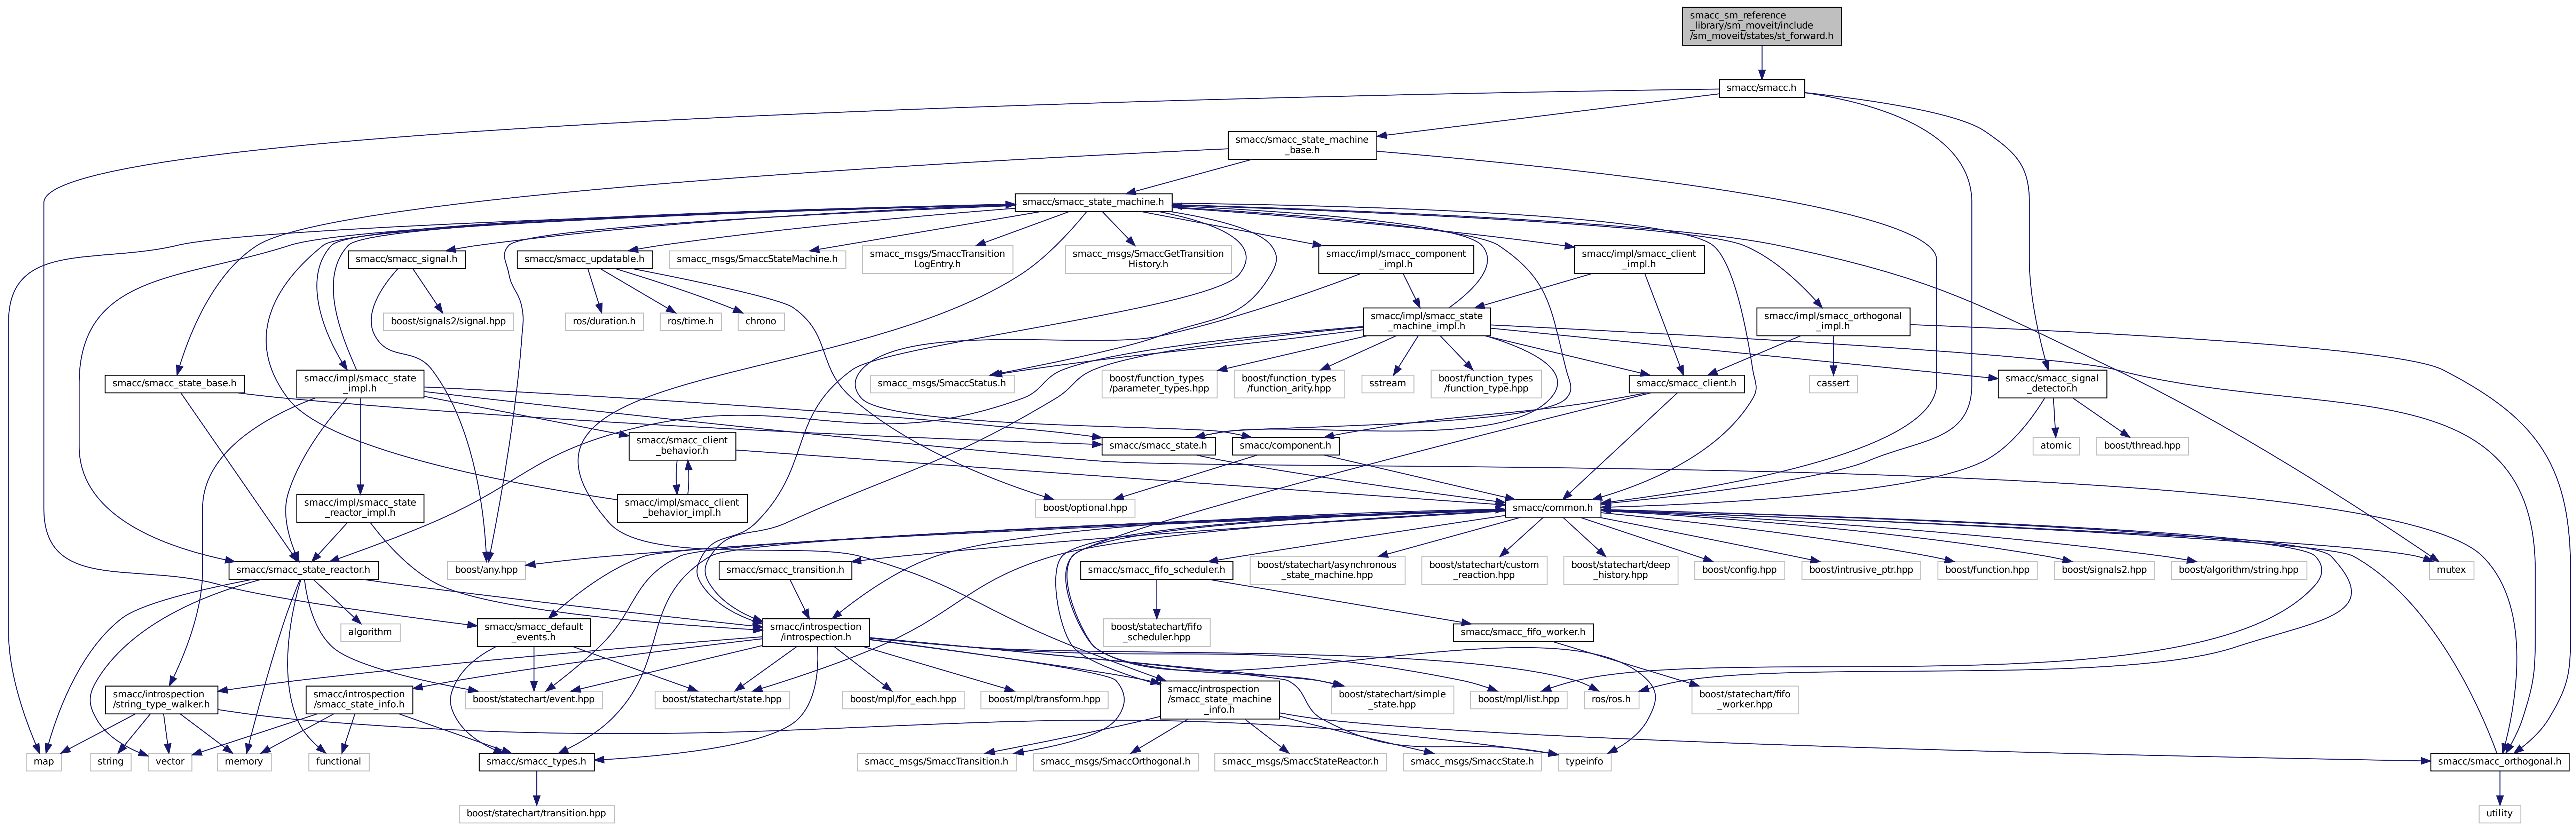 smacc_sm_reference
_library/sm_moveit/include
/sm_moveit/states/st_forward.h
smacc/smacc.h
smacc/smacc_state_machine
_base.h
smacc/smacc_state_machine.h
smacc/smacc_signal.h
smacc/smacc_updatable.h
smacc_msgs/SmaccStateMachine.h
smacc_msgs/SmaccTransition
LogEntry.h
smacc_msgs/SmaccGetTransition
History.h
smacc/impl/smacc_component
_impl.h
smacc/impl/smacc_client
_impl.h
boost/signals2/signal.hpp
ros/duration.h
ros/time.h
chrono
smacc/impl/smacc_state
_machine_impl.h
smacc/impl/smacc_orthogonal
_impl.h
smacc/smacc_state_base.h
smacc/impl/smacc_state
_impl.h
smacc_msgs/SmaccStatus.h
boost/function_types
/parameter_types.hpp
boost/function_types
/function_arity.hpp
sstream
boost/function_types
/function_type.hpp
smacc/smacc_client.h
cassert
smacc/smacc_signal
_detector.h
smacc/smacc_client
_behavior.h
smacc/smacc_state.h
smacc/component.h
atomic
boost/thread.hpp
smacc/impl/smacc_state
_reactor_impl.h
smacc/impl/smacc_client
_behavior_impl.h
boost/optional.hpp
smacc/common.h
smacc/smacc_state_reactor.h
boost/any.hpp
smacc/smacc_transition.h
smacc/smacc_fifo_scheduler.h
boost/statechart/asynchronous
_state_machine.hpp
boost/statechart/custom
_reaction.hpp
boost/statechart/deep
_history.hpp
boost/config.hpp
boost/intrusive_ptr.hpp
boost/function.hpp
boost/signals2.hpp
boost/algorithm/string.hpp
mutex
algorithm
smacc/smacc_default
_events.h
smacc/introspection
/introspection.h
boost/statechart/fifo
_scheduler.hpp
smacc/smacc_fifo_worker.h
smacc/introspection
/string_type_walker.h
smacc/introspection
/smacc_state_info.h
boost/statechart/event.hpp
boost/statechart/state.hpp
boost/mpl/for_each.hpp
boost/mpl/transform.hpp
smacc/introspection
/smacc_state_machine
_info.h
boost/statechart/simple
_state.hpp
boost/mpl/list.hpp
ros/ros.h
boost/statechart/fifo
_worker.hpp
map
string
vector
memory
functional
smacc/smacc_types.h
smacc_msgs/SmaccTransition.h
smacc_msgs/SmaccOrthogonal.h
smacc_msgs/SmaccStateReactor.h
smacc_msgs/SmaccState.h
typeinfo
smacc/smacc_orthogonal.h
boost/statechart/transition.hpp
utility